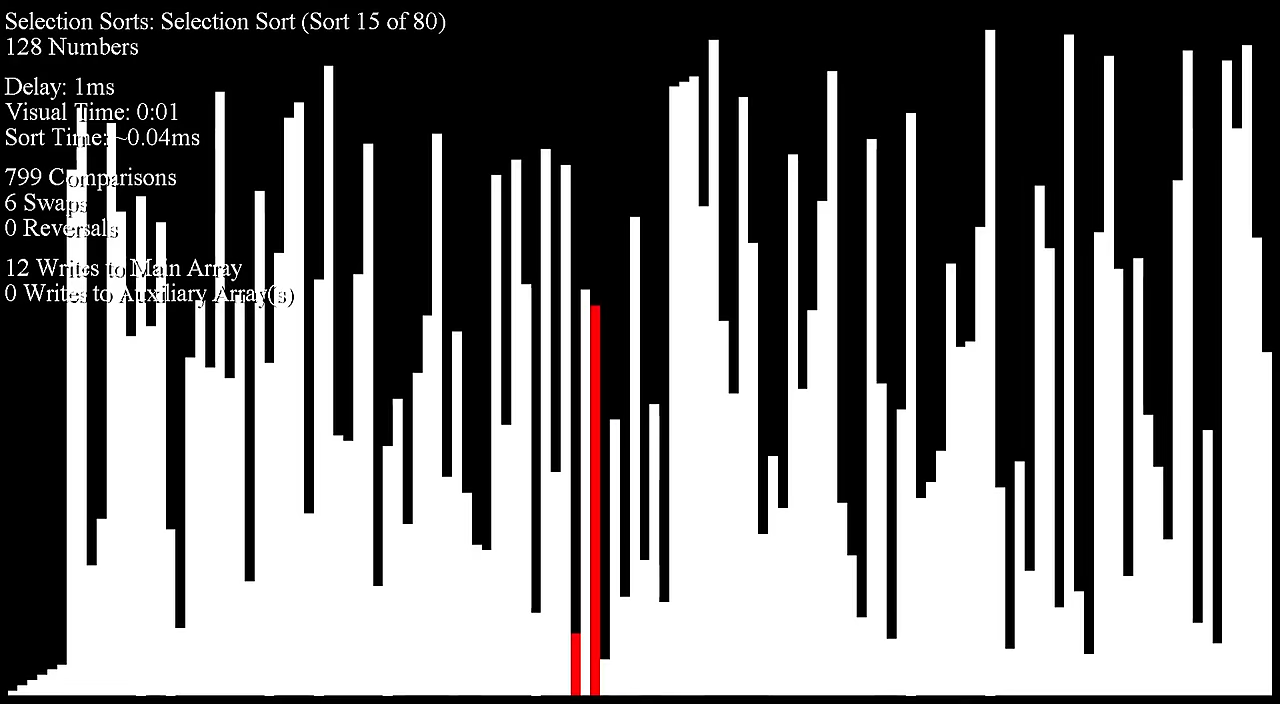 Selection Sorts: Selection Sort (Sort 15 of 80)
128 Numbers
Delay: 1ms
Visual Time: 0:01
Sort Time: ~0.04ms
799 Comparisons
6 Swaps
0 Reversals
12 Writes to Main Array
0 Writes to Auxiliary Array(s)